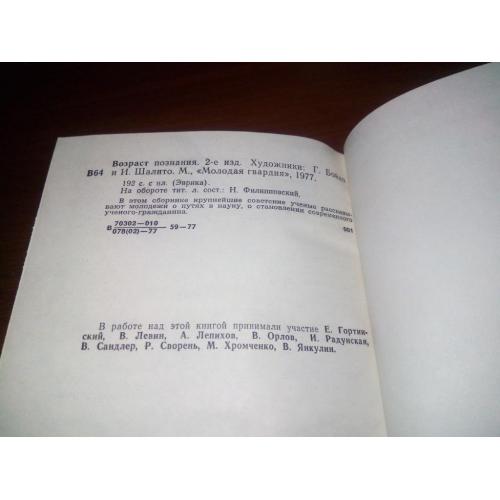 Возраст познания. 2-е изд. Художники: Г. Бойко
В64 и И. Шалито. М., «Молодая гвардия», 1977.
192 с. с ил. (Эврика).
На обороте тит. л. сост.: Н. Филипповский.
В этом сборнике крупнейшие советские ученые рассказы-
вают молодежи о путях в науку, о становлении современного
ученого-гражданина.
70302—010
В 59—77 001
078(02)—77
В работе над этой книгой принимали участие Е. Гортин-
ский, В. Левин, А. Лепихов, В. Орлов, И. Радунская,
В. Сандлер, Р. Сворень, М. Хромченко, В. Янкулин.